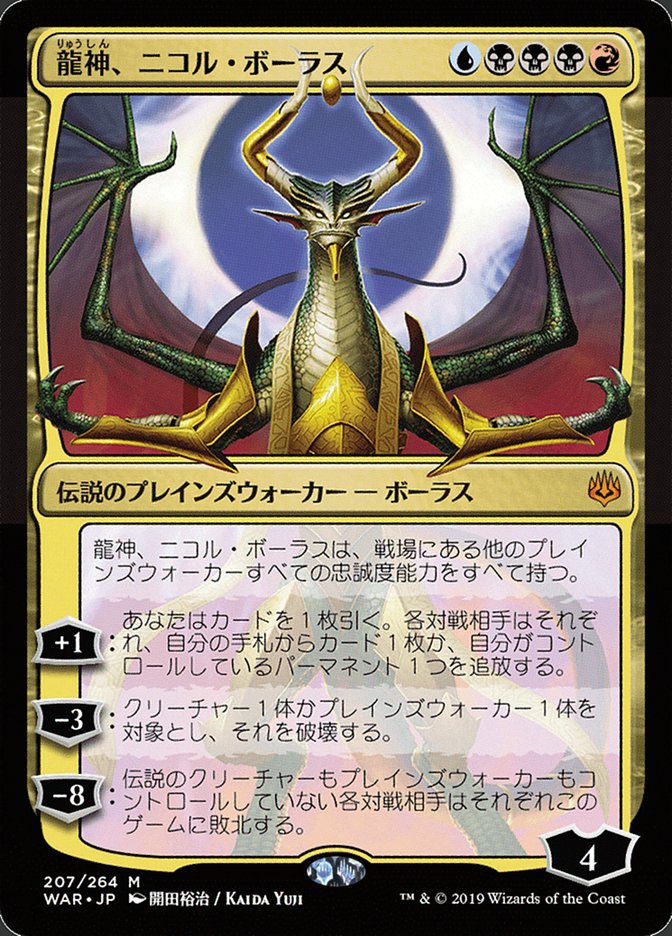 りゅうしん
龍神、ニコル・ボーラス
伝説のプレインズウォーカー — ボーラス
龍神、ニコル・ボーラスは、戦場にある他のプレイ
ンズウォーカーすべての忠誠度能力をすべて持つ。
+1:あなたはカードを1枚引く。各対戦相手はそれぞ
れ、自分の手札からカード1枚か、自分がコント
ロールしているパーマネント1つを追放する。
−3:クリーチャー1体かプレインズウォーカー1体を
対象とし、それを破壊する。
−8:伝説のクリーチャーもプレインズウォーカーもコ
ントロールしていない各対戦相手はそれぞれこの
ゲームに敗北する。
4
207/264 M
WAR • JP 開田裕治 / KAIDA YUJI
™ & © 2019 Wizards of the Coast